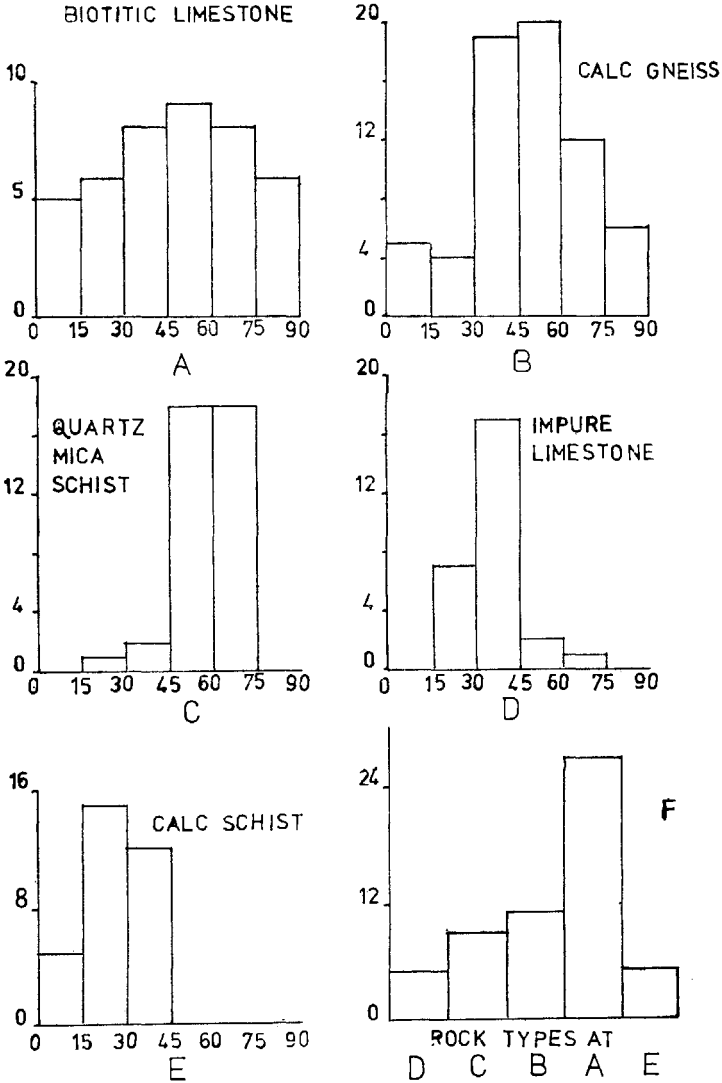 BIOTITIC LIMESTONE
10
5
0
0 15 30 45 60 75 90
A
20
12
4
0
CALC GNEISS
0 15 30 45 60 75 90
B
20
12
4
0
QUARTZ
MICA
SCHIST
0 15 30 45 60 75 90
C
20
12
4
0
IMPURE
LIMESTONE
0 15 30 45 60 75 90
D
16
8
0
CALC SCHIST
0 15 30 45 60 75 90
E
24
12
0
F
ROCK TYPES AT
D C B A E